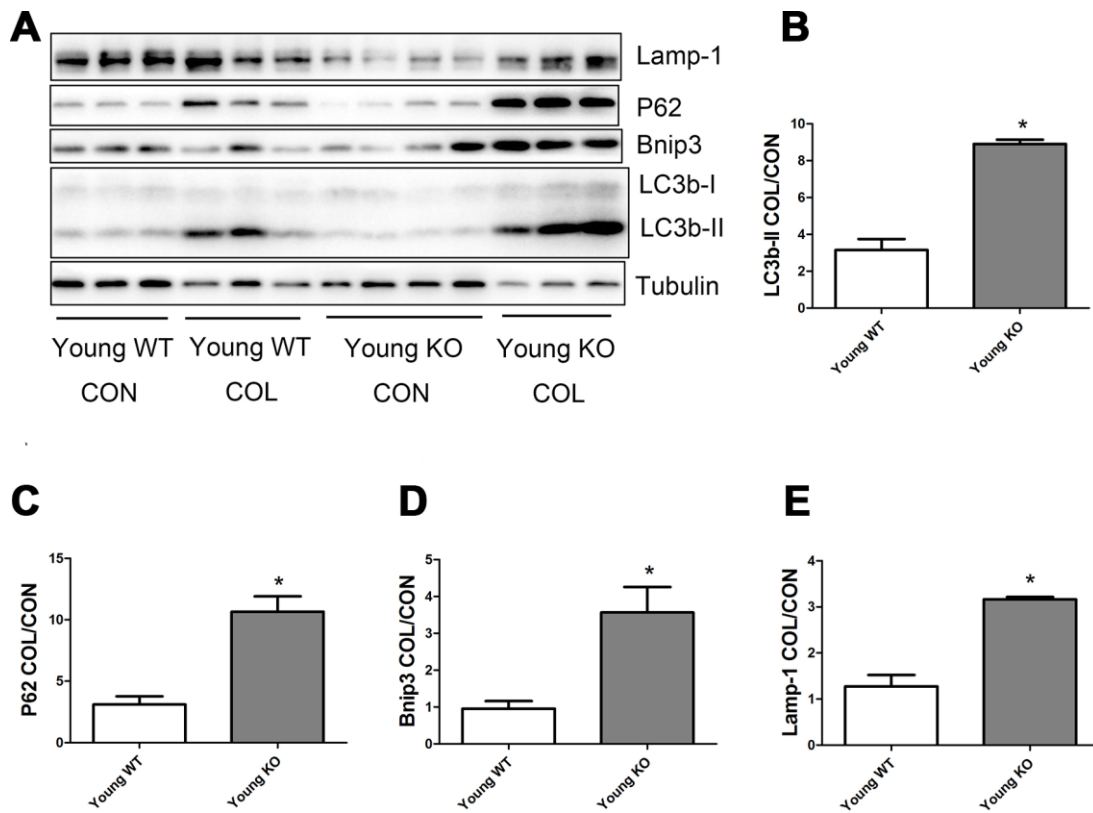 A
Lamp-1
P62
Bnip3
LC3b-I
LC3b-II
Tubulin
Young WT Young WT Young KO Young KO
CON COL CON COL
B
LC3b-II COL/CON
10
8
6
4
2
0
*
Young WT
Young KO
C
P62 COL/CON
15
10
5
0
*
Young WT
Young KO
D
Bnip3 COL/CON
5
4
3
2
1
0
*
Young WT
Young KO
E
Lamp-1 COL/CON
4
3
2
1
0
*
Young WT
Young KO